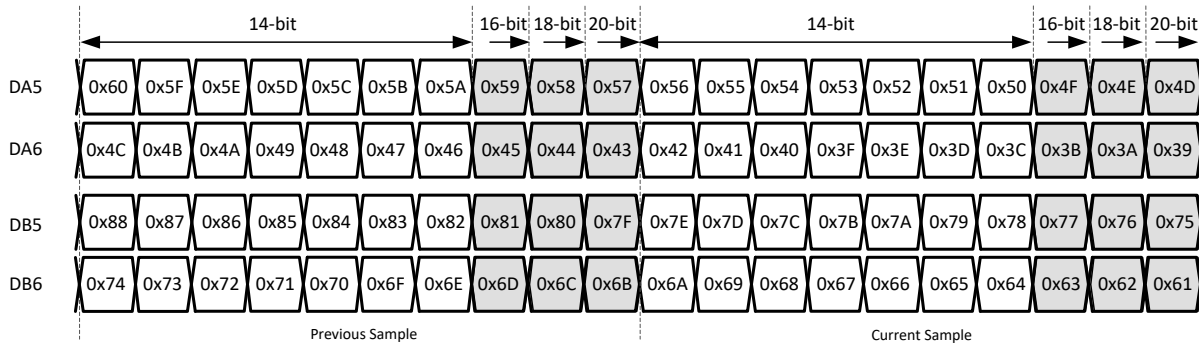 14-bit 16-bit 18-bit 20-bit 14-bit 16-bit 18-bit 20-bit
DA5 0x60 0x5F 0x5E 0x5D 0x5C 0x5B 0x5A 0x59 0x58 0x57 0x56 0x55 0x54 0x53 0x52 0x51 0x50 0x4F 0x4E 0x4D
DA6 0x4C 0x4B 0x4A 0x49 0x48 0x47 0x46 0x45 0x44 0x43 0x42 0x41 0x40 0x3F 0x3E 0x3D 0x3C 0x3B 0x3A 0x39
DB5 0x88 0x87 0x86 0x85 0x84 0x83 0x82 0x81 0x80 0x7F 0x7E 0x7D 0x7C 0x7B 0x7A 0x79 0x78 0x77 0x76 0x75
DB6 0x74 0x73 0x72 0x71 0x70 0x6F 0x6E 0x6D 0x6C 0x6B 0x6A 0x69 0x68 0x67 0x66 0x65 0x64 0x63 0x62 0x61
Previous Sample Current Sample